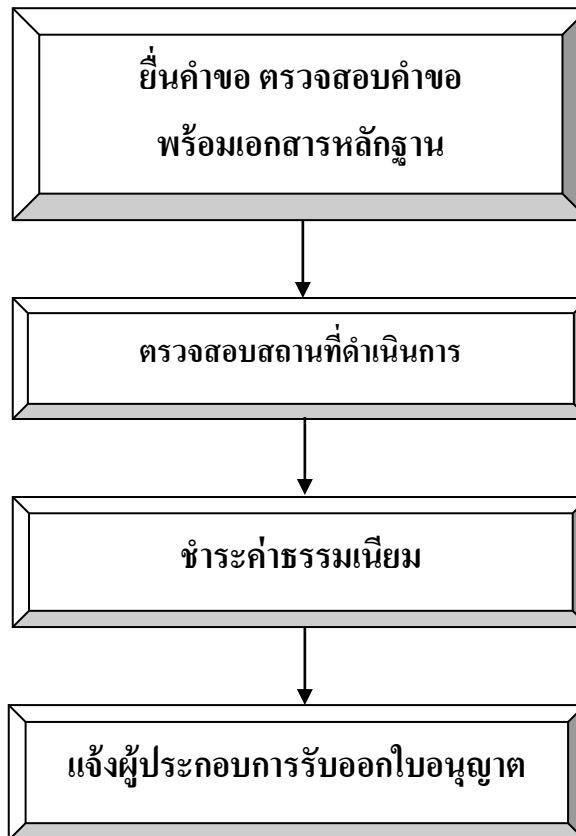 ยื่นคำขอ ตรวจสอบคำขอ
พร้อมเอกสารหลักฐาน
ตรวจสอบสถานที่ดำเนินการ
ชำระค่าธรรมเนียม
แจ้งผู้ประกอบการรับออกใบอนุญาต